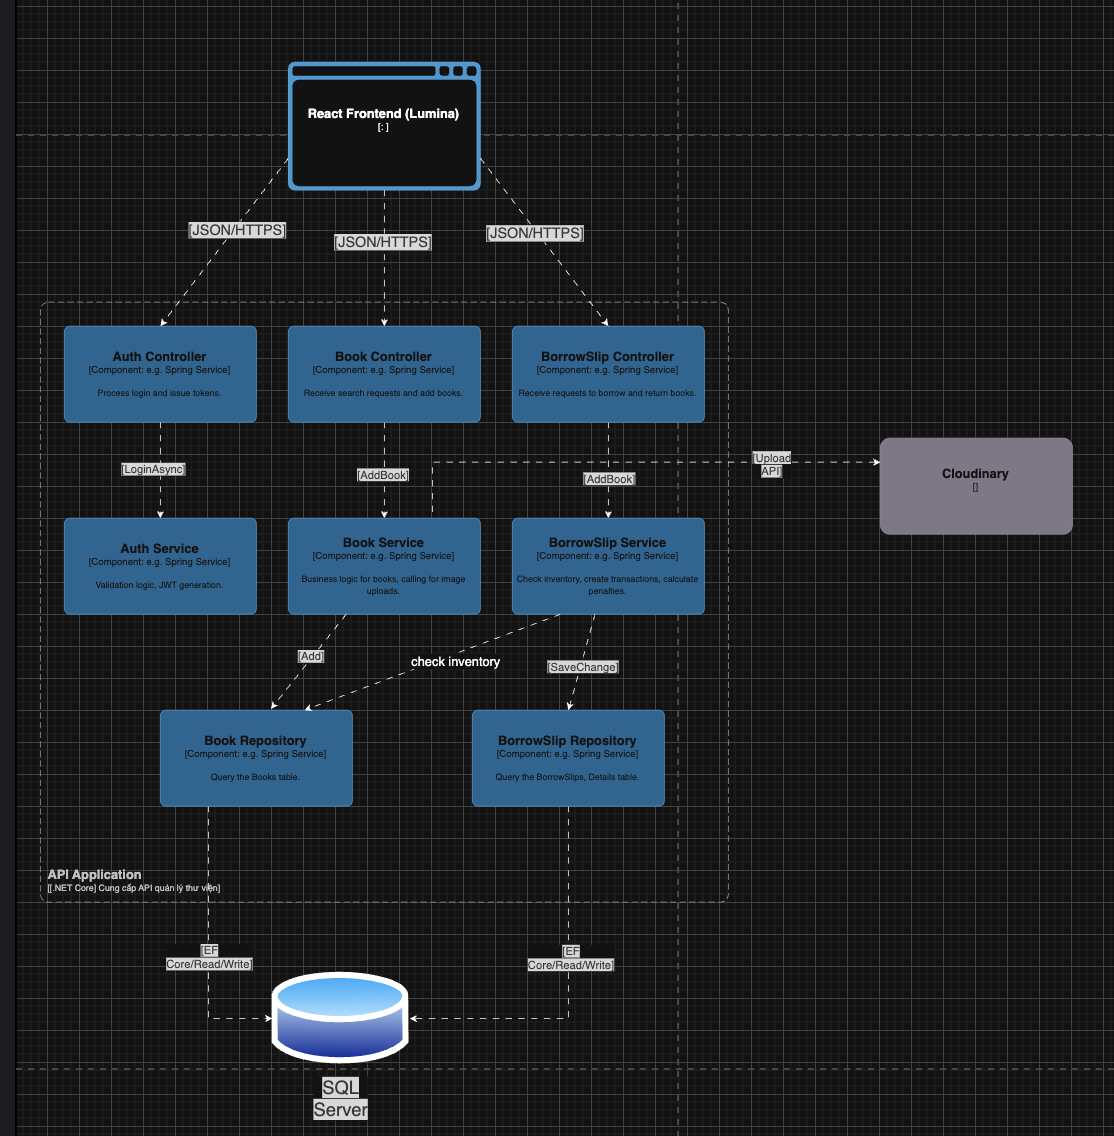 React Frontend (Lumina)
[: ]
[JSON/HTTPS]
[JSON/HTTPS]
[JSON/HTTPS]
Auth Controller
[Component: e.g. Spring Service]
Process login and issue tokens.
Book Controller
[Component: e.g. Spring Service]
Receive search requests and add books.
BorrowSlip Controller
[Component: e.g. Spring Service]
Receive requests to borrow and return books.
[LoginAsync]
[AddBook]
[AddBook]
[Upload
API]
Cloudinary
[]
Auth Service
[Component: e.g. Spring Service]
Validation logic, JWT generation.
Book Service
[Component: e.g. Spring Service]
Business logic for books, calling for image
uploads.
BorrowSlip Service
[Component: e.g. Spring Service]
Check inventory, create transactions, calculate
penalties.
[Add]
check inventory
[SaveChange]
Book Repository
[Component: e.g. Spring Service]
Query the Books table.
BorrowSlip Repository
[Component: e.g. Spring Service]
Query the BorrowSlips, Details table.
API Application
[[.NET Core] Cung cấp API quản lý thư viện]
[EF
Core/Read/Write]
[EF
Core/Read/Write]
SQL
Server